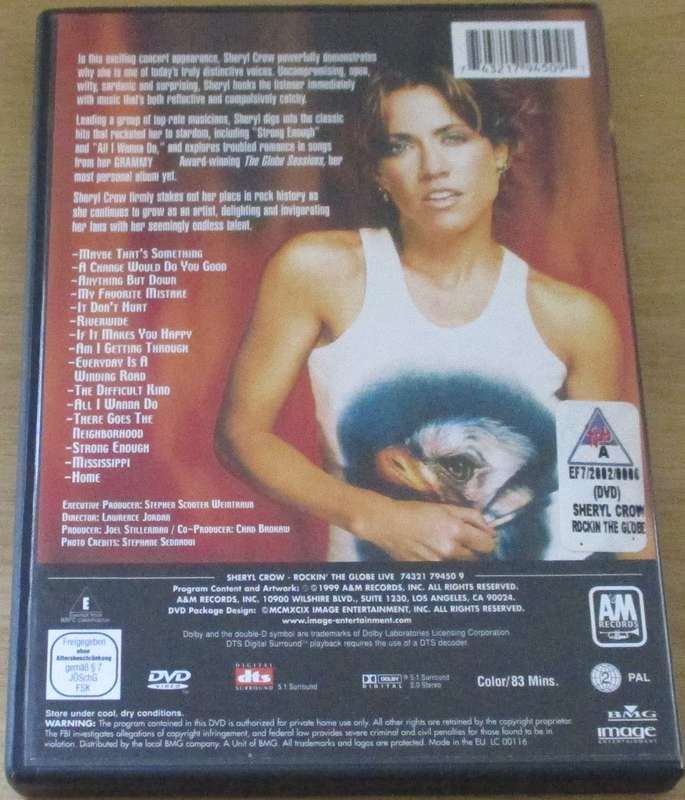 In this exciting concert appearance, Sheryl Crow powerfully demonstrates
why she is one of today's truly distinctive voices. Uncompromising, open,
witty, sardonic and surprising, Sheryl hooks the listener immediately
with music that's both reflective and compulsively catchy.
Leading a group of top rate musicians, Sheryl digs into the classic
hits that rocketed her to stardom, including "Strong Enough"
and "All I Wanna Do," and explores troubled romance in songs
from her GRAMMY Award-winning The Globe Sessions, her
most personal album yet.
Sheryl Crow firmly stakes out her place in rock history as
she continues to grow as an artist, delighting and invigorating
her fans with her seemingly endless talent.
-Maybe That's Something
-A Change Would Do You Good
-Anything But Down
-My Favorite Mistake
-It Don't Hurt
-Riverwide
-If It Makes You Happy
-Am I Getting Through
-Everyday Is A
Winding Road
-The Difficult Kind
-All I Wanna Do
-There Goes The
Neighborhood
-Strong Enough
-Mississippi
-Home
Executive Producer: Stephen Scooter Weintraub
Director: Lawrence Jordan
Producer: Joel Stillerman / Co-Producer: Chad Brokaw
Photo Credits: Stephane Sednaoui
A
EF7/2002/0006
(DVD)
SHERYL CROW
ROCKIN THE GLOBE
SHERYL CROW - ROCKIN' THE GLOBE LIVE 74321 79450 9
Program Content and Artwork: ℗ ©1999 A&M RECORDS, INC. ALL RIGHTS RESERVED.
A&M RECORDS, INC. 10900 WILSHIRE BLVD., SUITE 1230, LOS ANGELES, CA 90024.
DVD Package Design: ©MCMXCIX IMAGE ENTERTAINMENT, INC. ALL RIGHTS RESERVED.
www.image-entertainment.com
Dolby and the double-D symbol are trademarks of Dolby Laboratories Licensing Corporation
DTS Digital Surround™ playback requires the use of a DTS decoder.
A&M
RECORDS
E
Freigegeben
ohne
Altersbeschränkung
gemäß § 7
JÖSchG
FSK
DVD
VIDEO
DIGITAL
dts
SURROUND 5.1 Surround
DOLBY
DIGITAL
5.1 Surround
2.0 Stereo
Color/83 Mins.
2
PAL
BMG
image
ENTERTAINMENT
Store under cool, dry conditions.
WARNING: The program contained in this DVD is authorized for private home use only. All other rights are retained by the copyright proprietor.
The FBI investigates allegations of copyright infringement, and federal law provides severe criminal and civil penalties for those found to be in
violation. Distributed by the local BMG company. A Unit of BMG. All trademarks and logos are protected. Made in the EU LC 00116